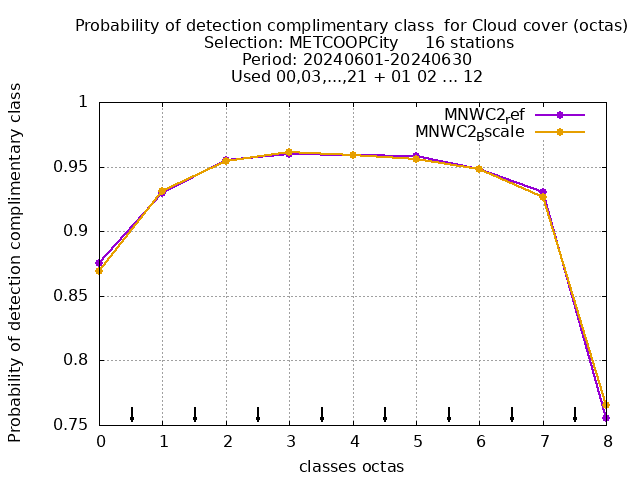 Probability of detection complimentary class  for Cloud cover (octas)
Selection: METCOOPCity     16 stations
Period: 20240601-20240630
Used 00,03,...,21 + 01 02 ... 12
Probability of detection complimentary class
MNWC2ref
MNWC2Bscale
1
0.95
0.9
0.85
0.8
0.75
0 1 2 3 4 5 6 7 8
classes octas